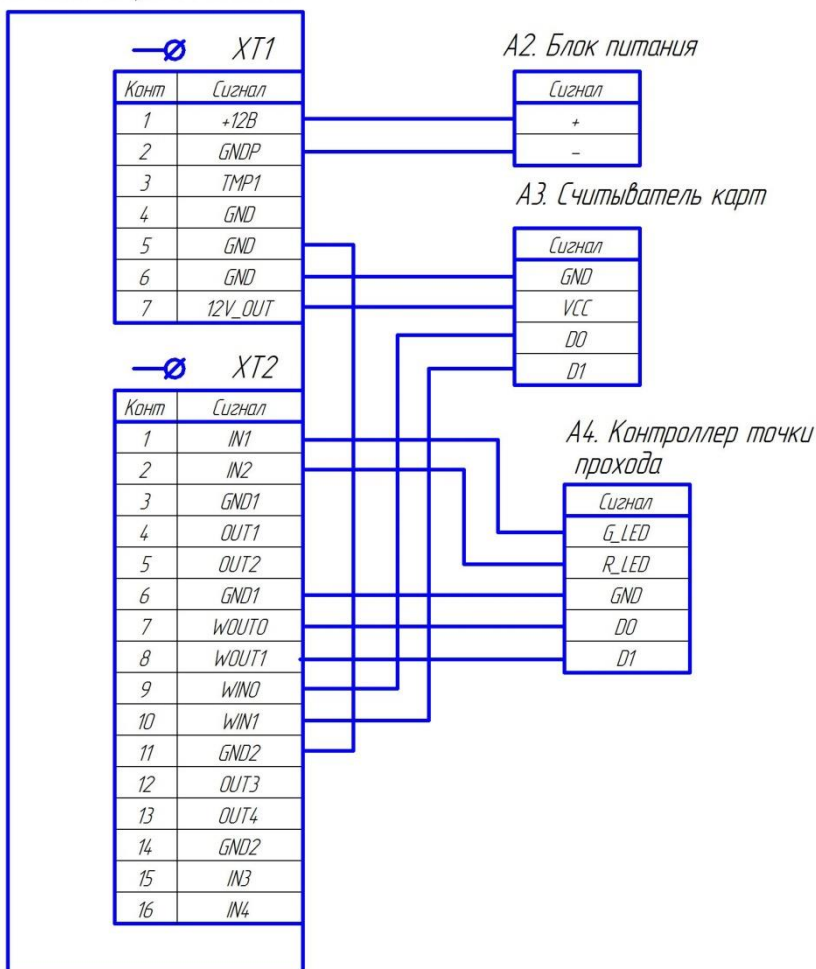 XT1
Конт Сигнал
1 +12В
2 GNDP
3 TMP1
4 GND
5 GND
6 GND
7 12V_OUT
А2. Блок питания
Сигнал
+
–
А3. Считыватель карт
Сигнал
GND
VCC
D0
D1
XT2
Конт Сигнал
1 IN1
2 IN2
3 GND1
4 OUT1
5 OUT2
6 GND1
7 WOUT0
8 WOUT1
9 WIN0
10 WIN1
11 GND2
12 OUT3
13 OUT4
14 GND2
15 IN3
16 IN4
А4. Контроллер точки
прохода
Сигнал
G_LED
R_LED
GND
D0
D1